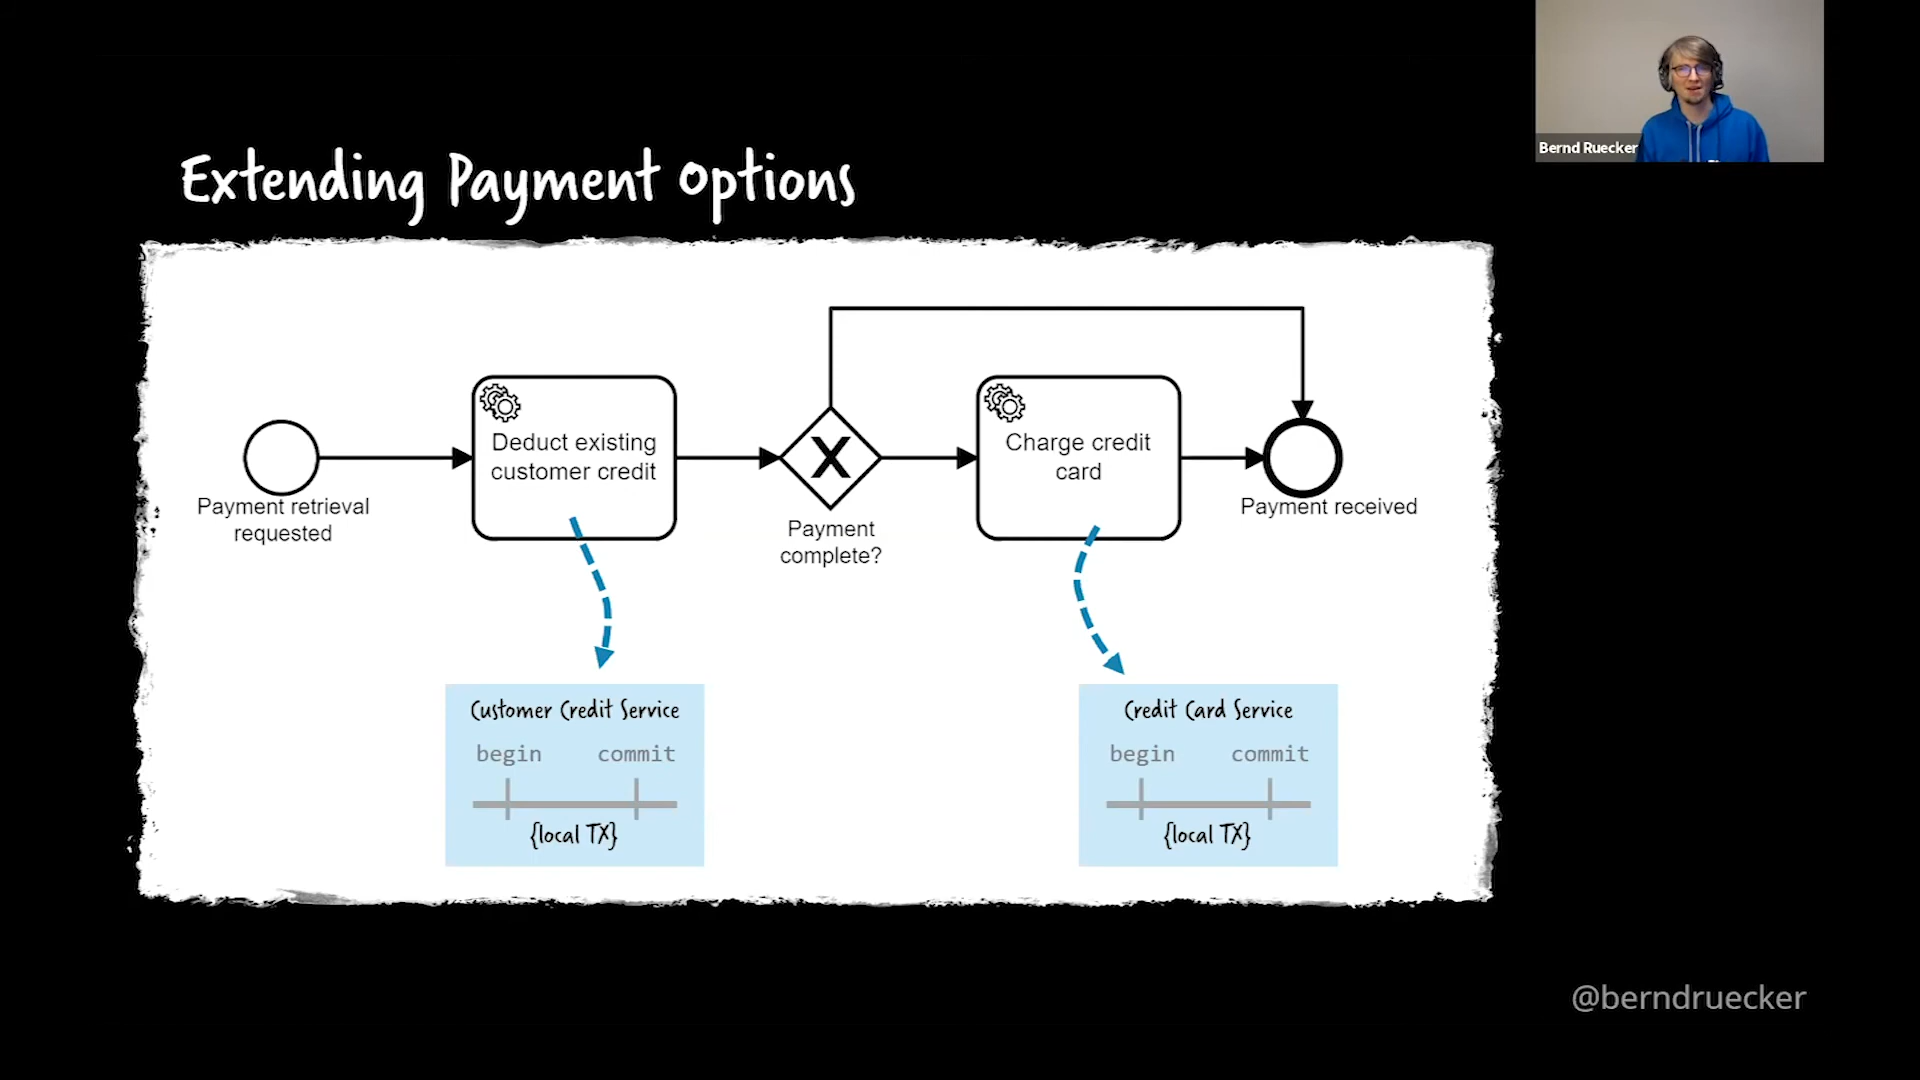 Bernd Ruecker
Extending Payment Options
Deduct existing
customer credit
X
Charge credit
card
Payment retrieval
requested
Payment
complete?
Payment received
Customer Credit Service
begin commit
{local TX}
Credit Card Service
begin commit
{local TX}
@berndruecker